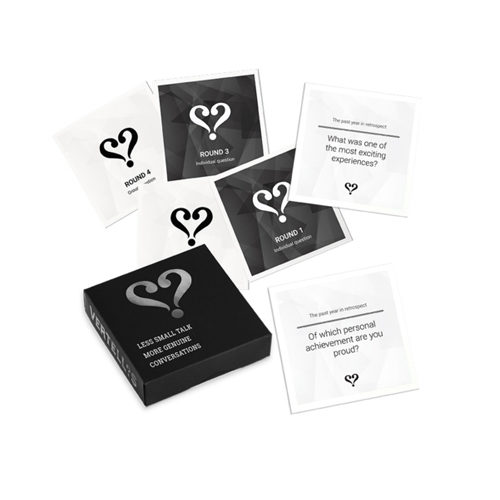 ROUND 4
ROUND 3
Individual question
The past year in retrospect
What was one of
the most exciting
experiences?
ROUND 1
Individual question
VERTELLIS
LESS SMALL TALK
MORE GENUINE
CONVERSATIONS
The past year in retrospect
Of which personal
achievement are you
proud?